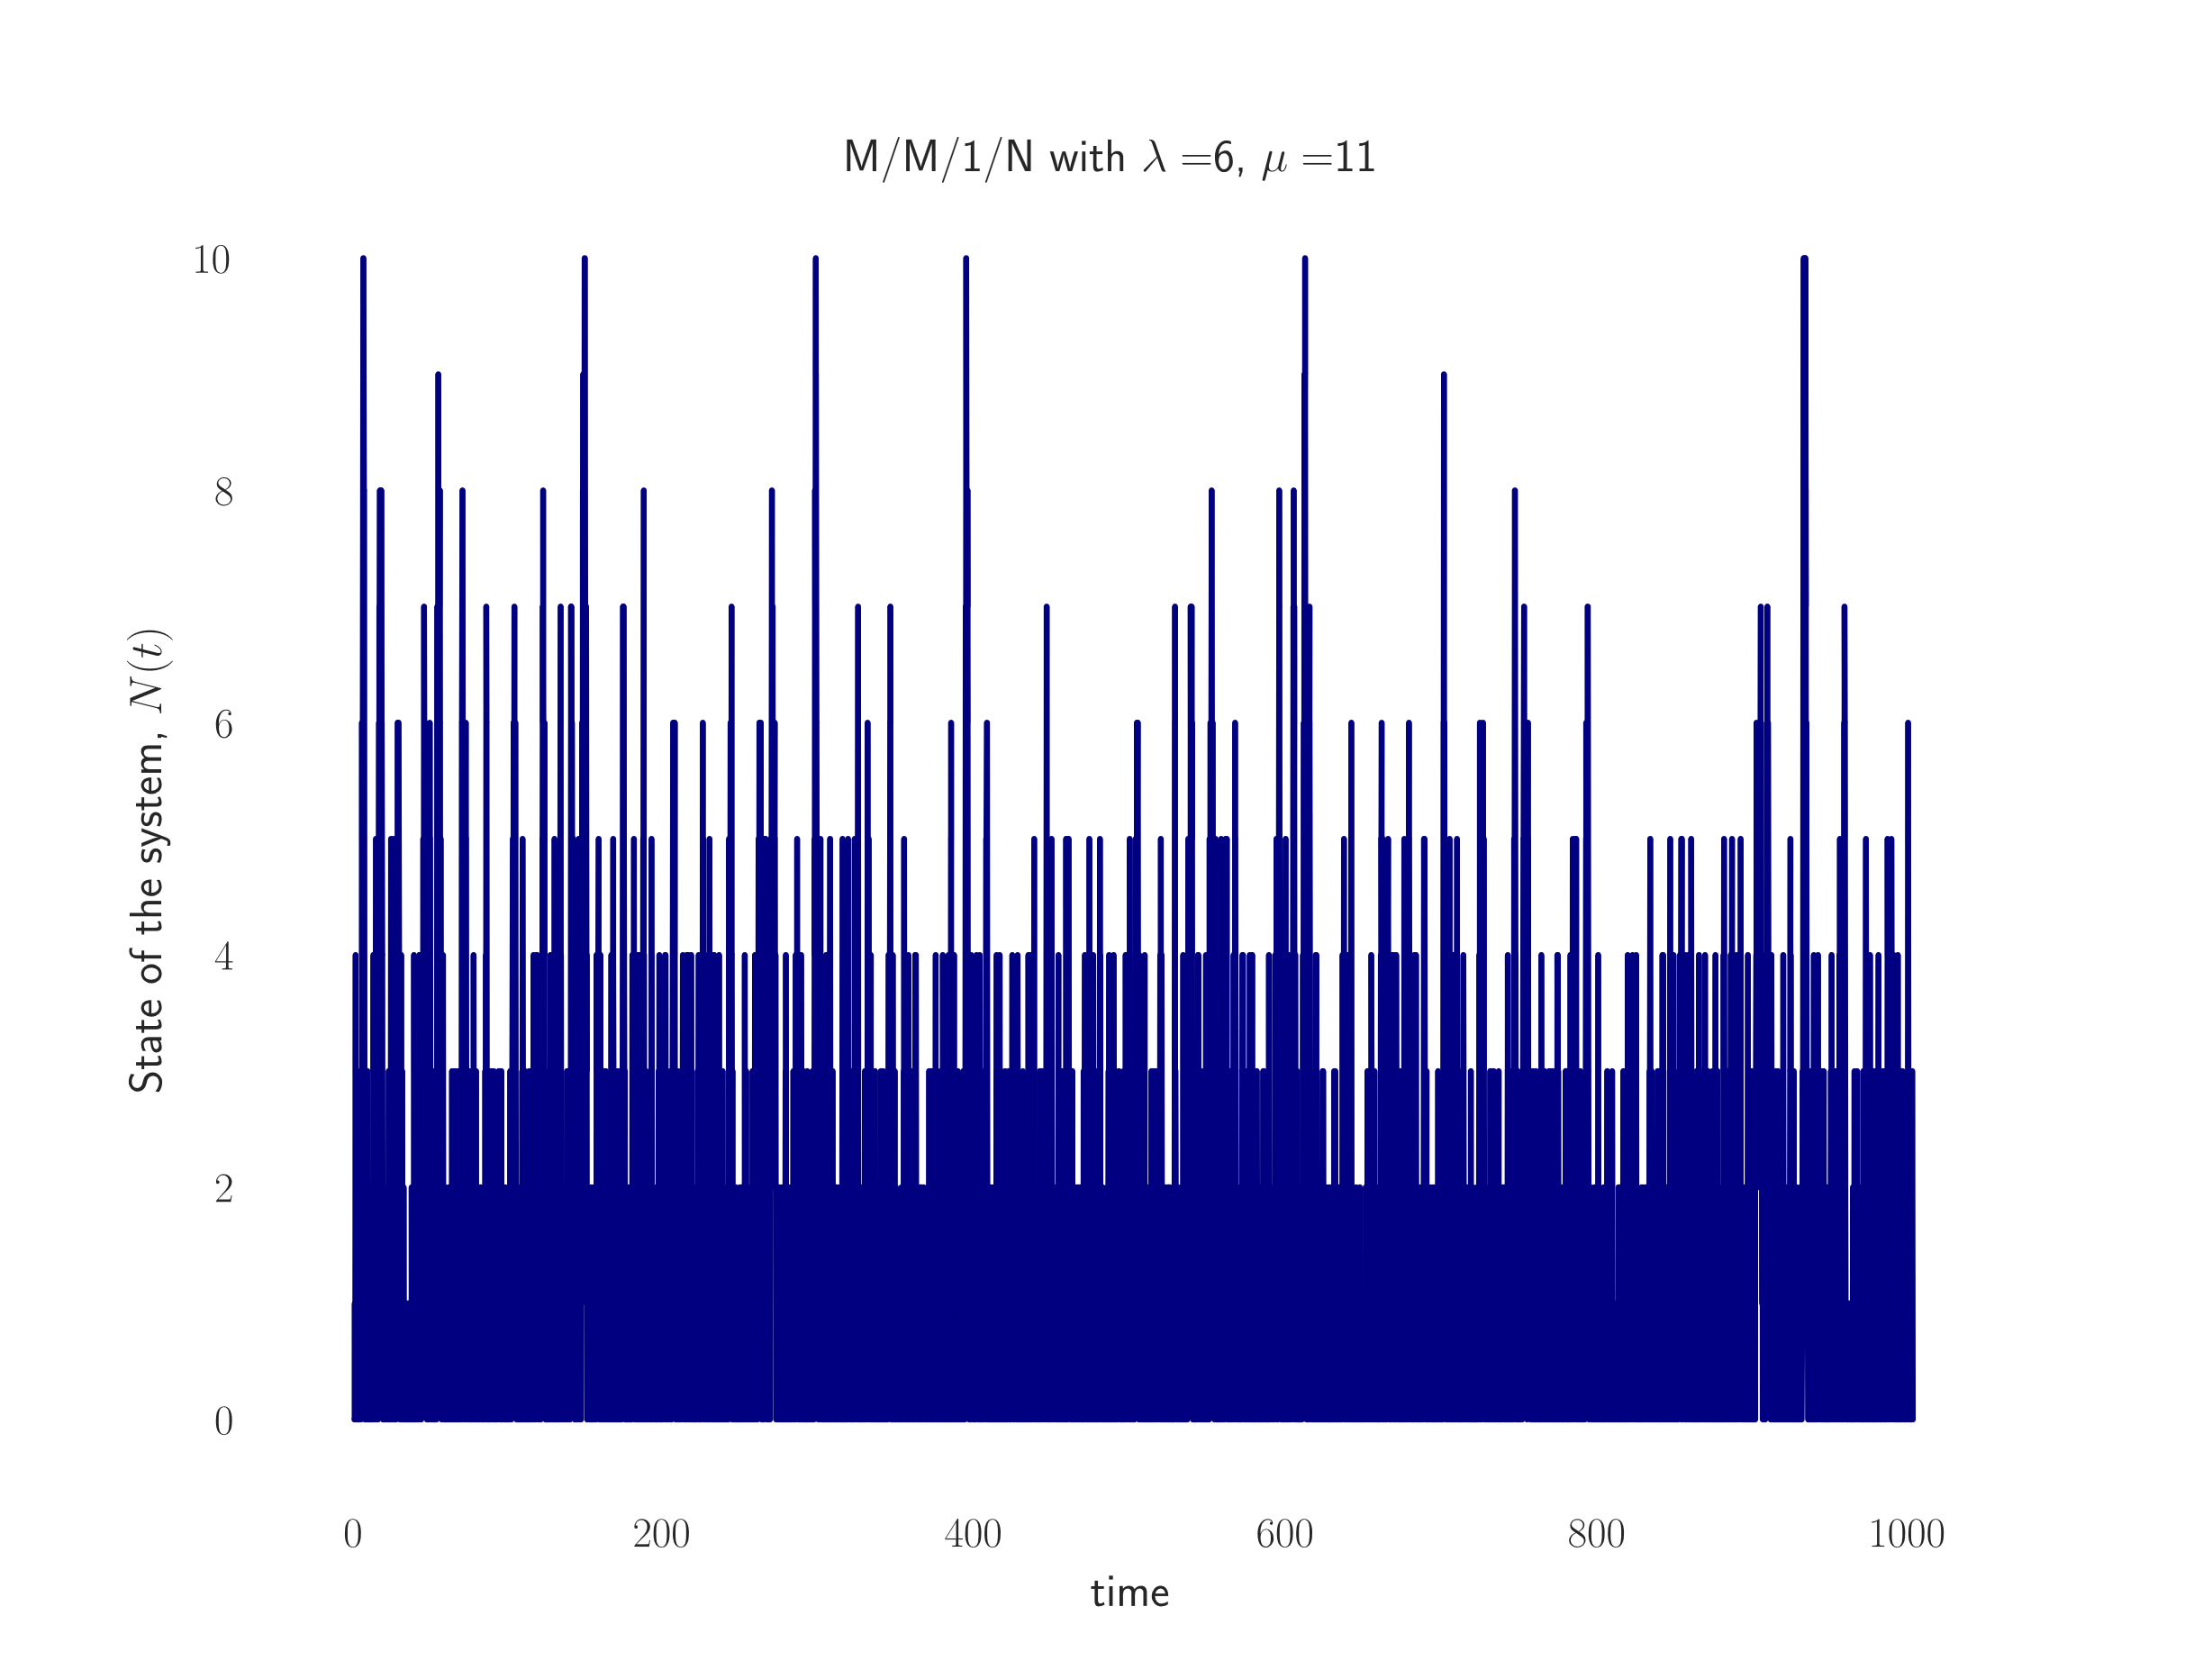 M/M/1/N with λ =6, μ =11
10
8
6
4
2
0
State of the system, N(t)
0 200 400 600 800 1000
time